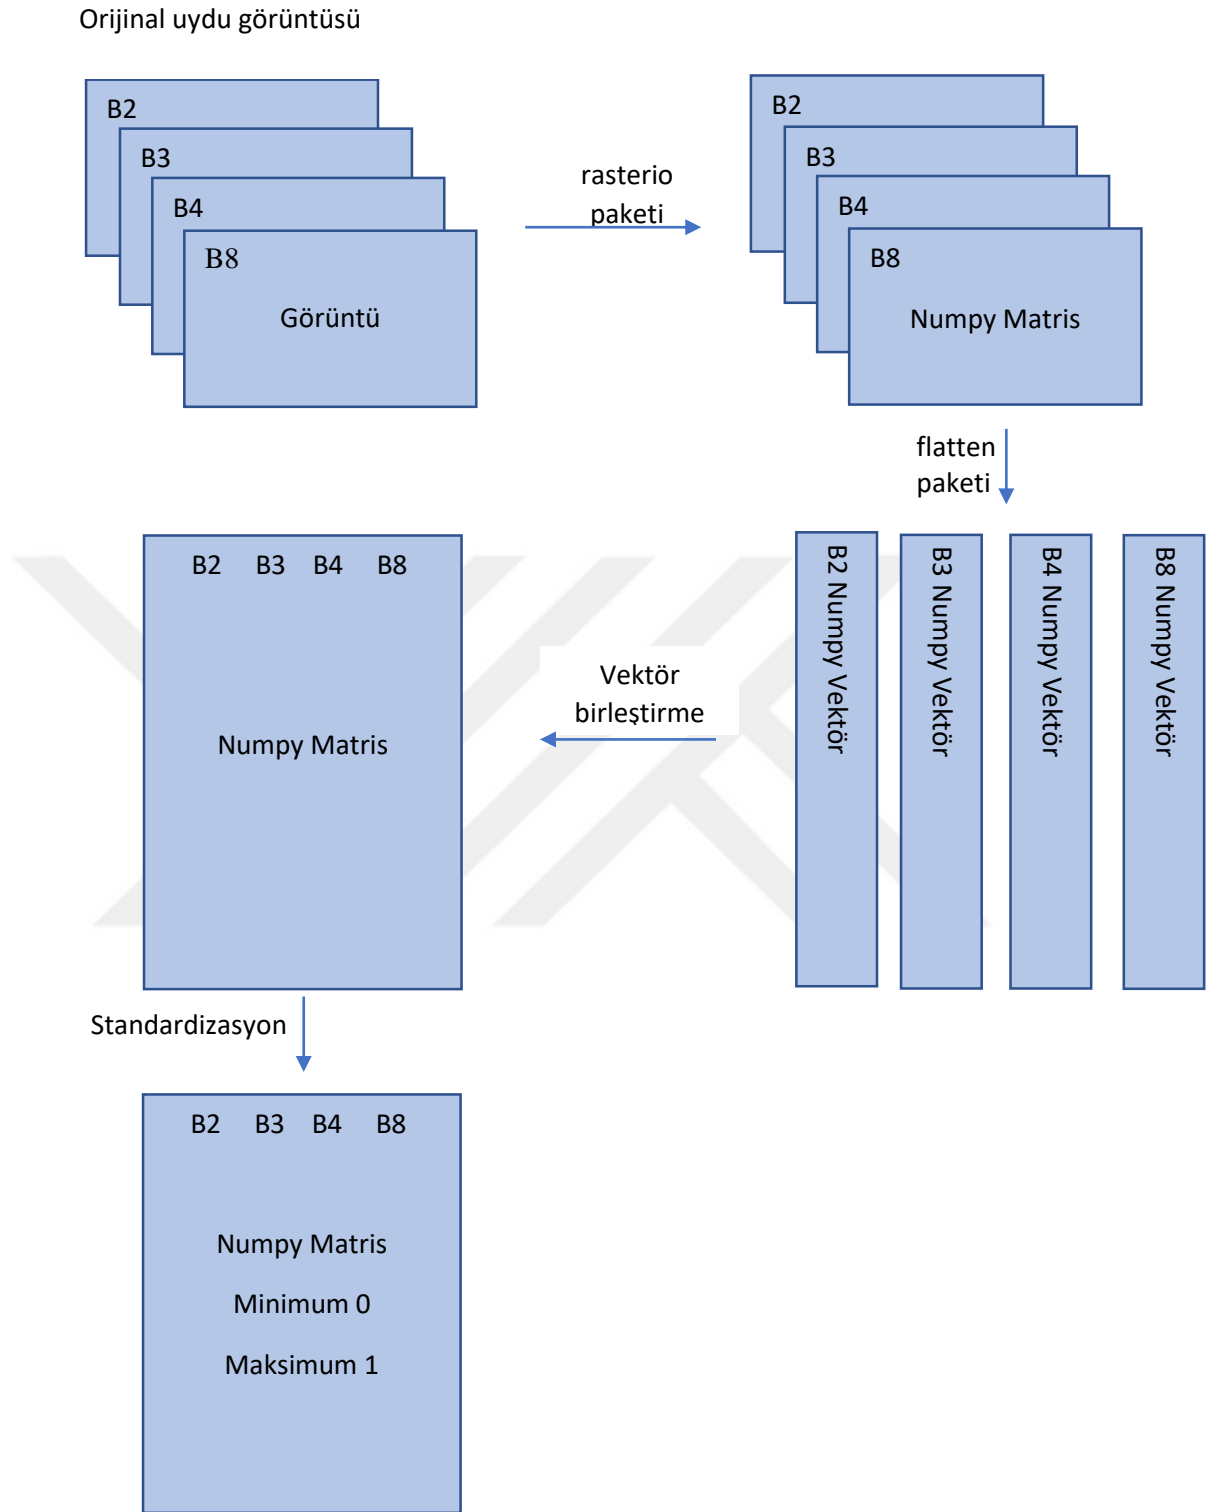 Orijinal uydu görüntüsü
B2
B3
B4
B8
Görüntü
rasterio
paketi
B2
B3
B4
B8
Numpy Matris
flatten
paketi
B2 Numpy Vektör
B3 Numpy Vektör
B4 Numpy Vektör
B8 Numpy Vektör
Vektör
birleştirme
B2 B3 B4 B8
Numpy Matris
Standardizasyon
B2 B3 B4 B8
Numpy Matris
Minimum 0
Maksimum 1